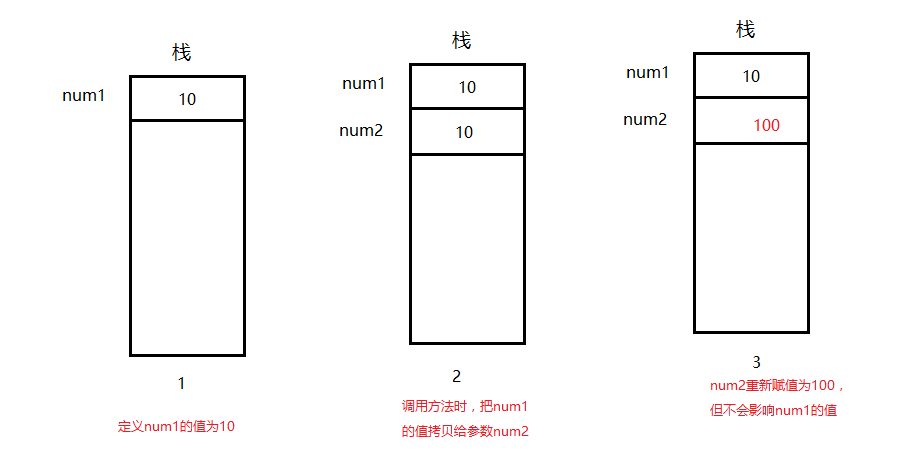 栈
num1
10
1
定义num1的值为10
栈
num1
10
num2
10
2
调用方法时，把num1
的值拷贝给参数num2
栈
num1
10
num2
100
3
num2重新赋值为100，
但不会影响num1的值